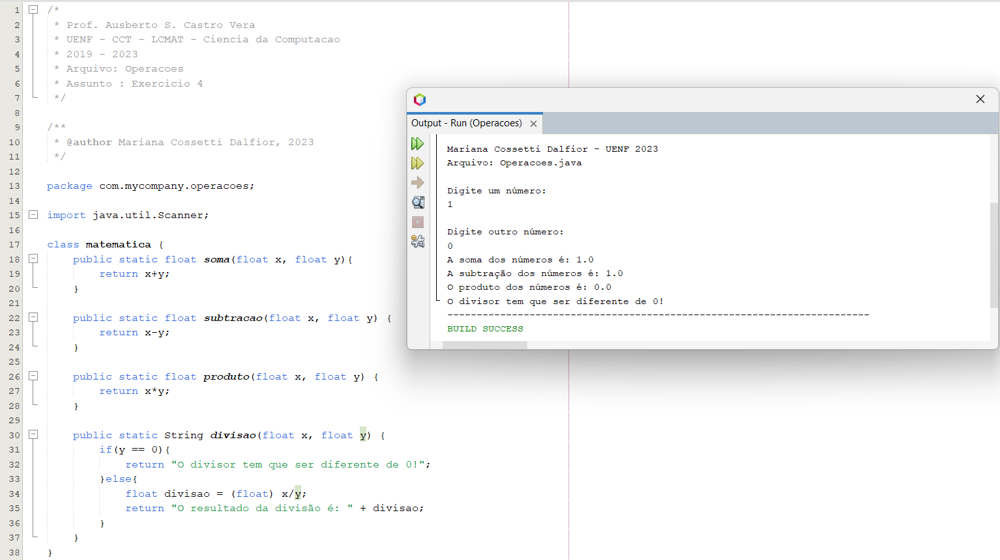 1 /*
2  * Prof. Ausberto S. Castro Vera
3  * UENF - CCT - LCMAT - Ciencia da Computacao
4  * 2019 - 2023
5  * Arquivo: Operacoes
6  * Assunto : Exercicio 4
7  */
8
9 /**
10  * @author Mariana Cossetti Dalfior, 2023
11  */
12
13 package com.mycompany.operacoes;
14
15 import java.util.Scanner;
16
17 class matematica {
18     public static float soma(float x, float y){
19         return x+y;
20     }
21
22     public static float subtracao(float x, float y) {
23         return x-y;
24     }
25
26     public static float produto(float x, float y) {
27         return x*y;
28     }
29
30     public static String divisao(float x, float y) {
31         if(y == 0){
32             return "O divisor tem que ser diferente de 0!";
33         }else{
34             float divisao = (float) x/y;
35             return "O resultado da divisão é: " + divisao;
36         }
37     }
38 }
Output - Run (Operacoes)
Mariana Cossetti Dalfior - UENF 2023
Arquivo: Operacoes.java

Digite um número:
1

Digite outro número:
0
A soma dos números é: 1.0
A subtração dos números é: 1.0
O produto dos números é: 0.0
O divisor tem que ser diferente de 0!
------------------------------------------------------------------------
BUILD SUCCESS